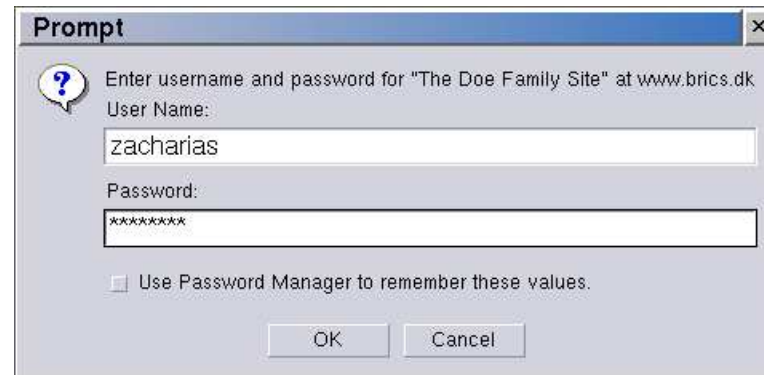 Prompt
Enter username and password for "The Doe Family Site" at www.brics.dk
User Name:
zacharias
Password:
********
Use Password Manager to remember these values.
OK Cancel